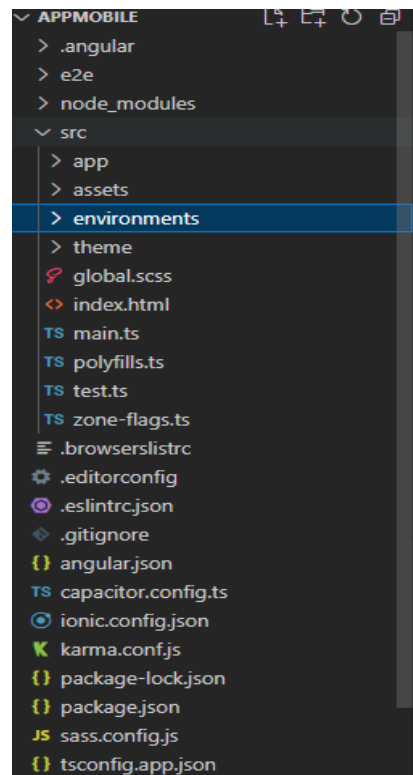 APPMOBILE
.angular
e2e
node_modules
src
app
assets
environments
theme
global.scss
<> index.html
TS main.ts
TS polyfills.ts
TS test.ts
TS zone-flags.ts
.browserslistrc
.editorconfig
.eslintrc.json
.gitignore
{} angular.json
TS capacitor.config.ts
ionic.config.json
K karma.conf.js
{} package-lock.json
{} package.json
JS sass.config.js
{} tsconfig.app.json